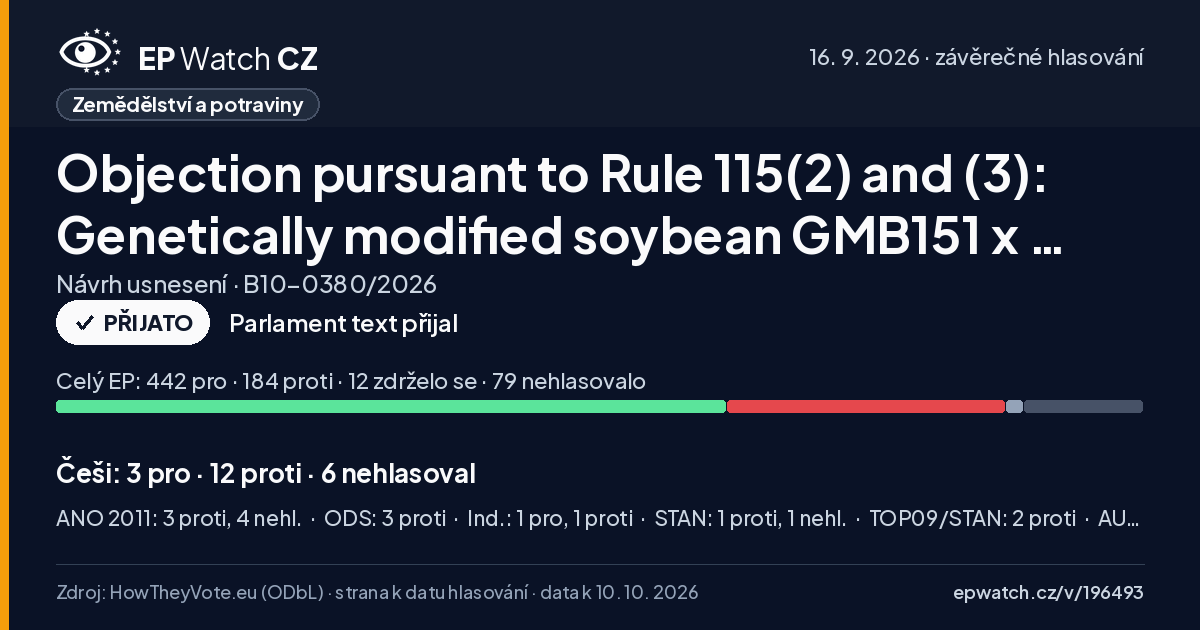 EP Watch CZ
16. 9. 2026 · závěrečné hlasování
Zemědělství a potraviny
Objection pursuant to Rule 115(2) and (3):
Genetically modified soybean GMB151 x …
Návrh usnesení · B10-0380/2026
✓ PŘIJATO Parlament text přijal
Celý EP: 442 pro · 184 proti · 12 zdrželo se · 79 nehlasovalo
Češi: 3 pro · 12 proti · 6 nehlasoval
ANO 2011: 3 proti, 4 nehl. · ODS: 3 proti · Ind.: 1 pro, 1 proti · STAN: 1 proti, 1 nehl. · TOP09/STAN: 2 proti · AU…
Zdroj: HowTheyVote.eu (ODbL) · strana k datu hlasování · data k 10. 10. 2026
epwatch.cz/v/196493